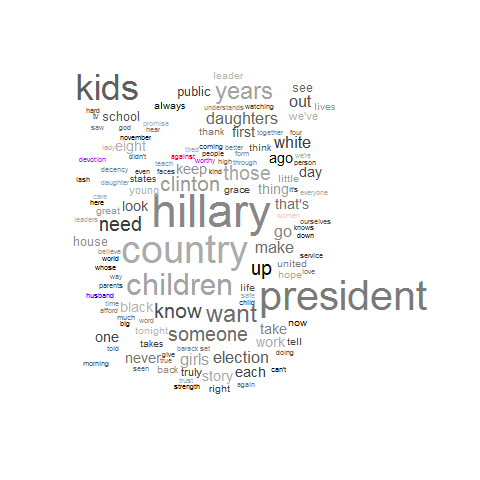 leader
kids public years see
out
hard always understands watching lives
tv school daughters we've
promise
saw god hear thank first together four
november white
lady eight tired coming better think
didn't against people form ago we're
devotion teach worthy high through person
decency even faces keep kind those day
lash clinton little
young grace thing it's everyone
care look that's
here hillary
great women ourselves
leaders need go knows
down
house country make service
believe up united
world hope love
whose
way children life president
parents safe
husband child
time black know want now
afford much word take
big tonight someone
one takes barack set work tell
told never give election doing
true girls
morning seen back each can't
truly story
trust again
strength right
states